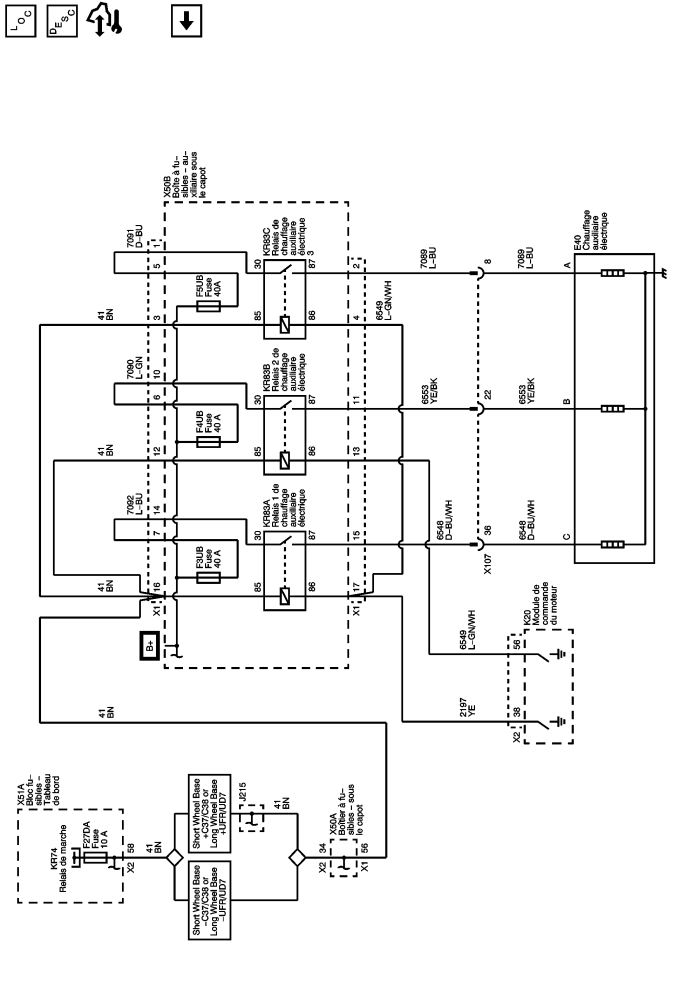 L O C
D E S C
X51A
Bloc fu-
sibles –
Tableau
de bord
KR74
Relais de marche
F27DA
Fuse
10 A
58
X2
41
BN
Short Wheel Base
+C37/C38 or
Long Wheel Base
+UFR/UD7
Short Wheel Base
–C37/C38 or
Long Wheel Base
–UFR/UD7
J215
41
BN
X50A
Boîtier à fu-
sibles – sous
le capot
34
X2
56
X1
41
BN
B+
X50B
Boîte à fu-
sibles – au-
xiliaire sous
le capot
41
BN
X1
16
7092
L–BU
7
14
F3UB
Fuse
40 A
KR83A
Relais 1 de
chauffage
auxiliaire
électrique
85
30
86
87
X1
17
15
41
BN
12
7090
L–GN
6
10
F4UB
Fuse
40 A
KR83B
Relais 2 de
chauffage
auxiliaire
électrique
85
30
86
87
13
11
41
BN
3
7091
D–BU
5
1
F5UB
Fuse
40A
KR83C
Relais de
chauffage
auxiliaire
électrique
3
85
30
86
87
4
2
6549
L–GN/WH
6548
D–BU/WH
6553
YE/BK
7089
L–BU
X107
36
22
8
6548
D–BU/WH
6553
YE/BK
7089
L–BU
C
B
A
E40
Chauffage
auxiliaire
électrique
2197
YE
6549
L–GN/WH
X2
38
56
K20
Module de
commande
du moteur